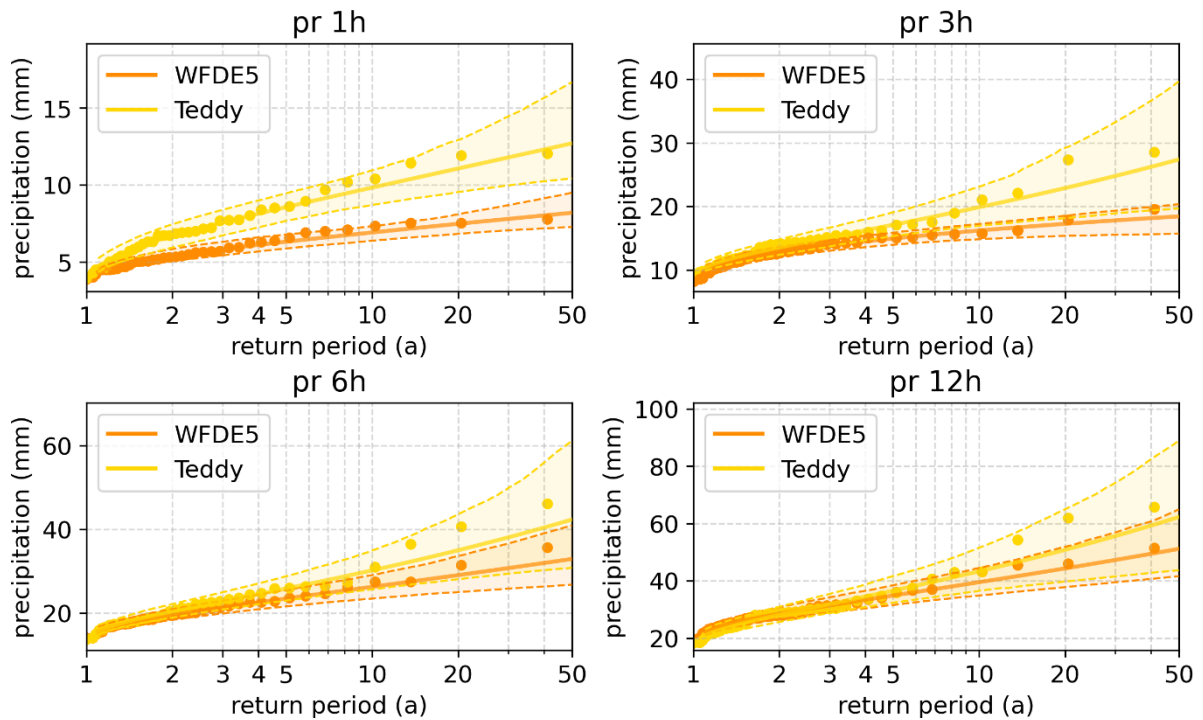 pr 1h
precipitation (mm)
15
10
5
WFDE5
Teddy
1 2 3 4 5 10 20 50
return period (a)
pr 3h
precipitation (mm)
40
30
20
10
WFDE5
Teddy
1 2 3 4 5 10 20 50
return period (a)
pr 6h
precipitation (mm)
60
40
20
WFDE5
Teddy
1 2 3 4 5 10 20 50
return period (a)
pr 12h
precipitation (mm)
100
80
60
40
20
WFDE5
Teddy
1 2 3 4 5 10 20 50
return period (a)